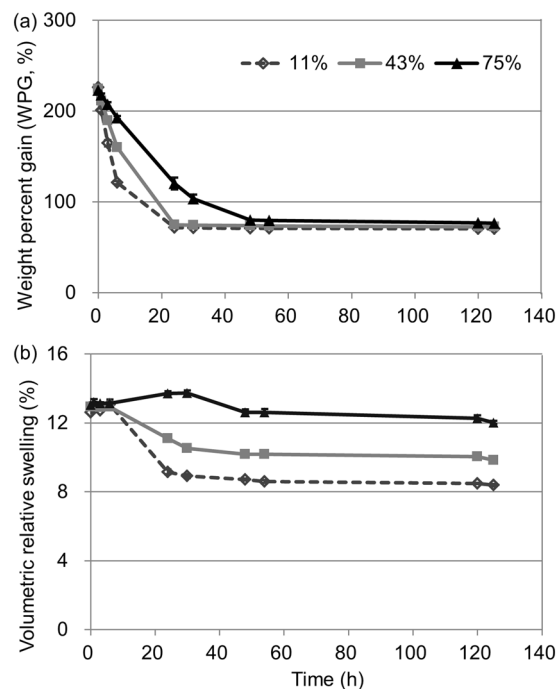 (a)
Weight percent gain (WPG, %)
300
200
100
0
11% 43% 75%
0 20 40 60 80 100 120 140
(b)
Volumetric relative swelling (%)
16
12
8
4
0
0 20 40 60 80 100 120 140
Time (h)